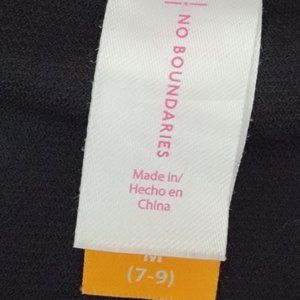 NO BOUNDARIES
Made in/
Hecho en
China
M
(7-9)